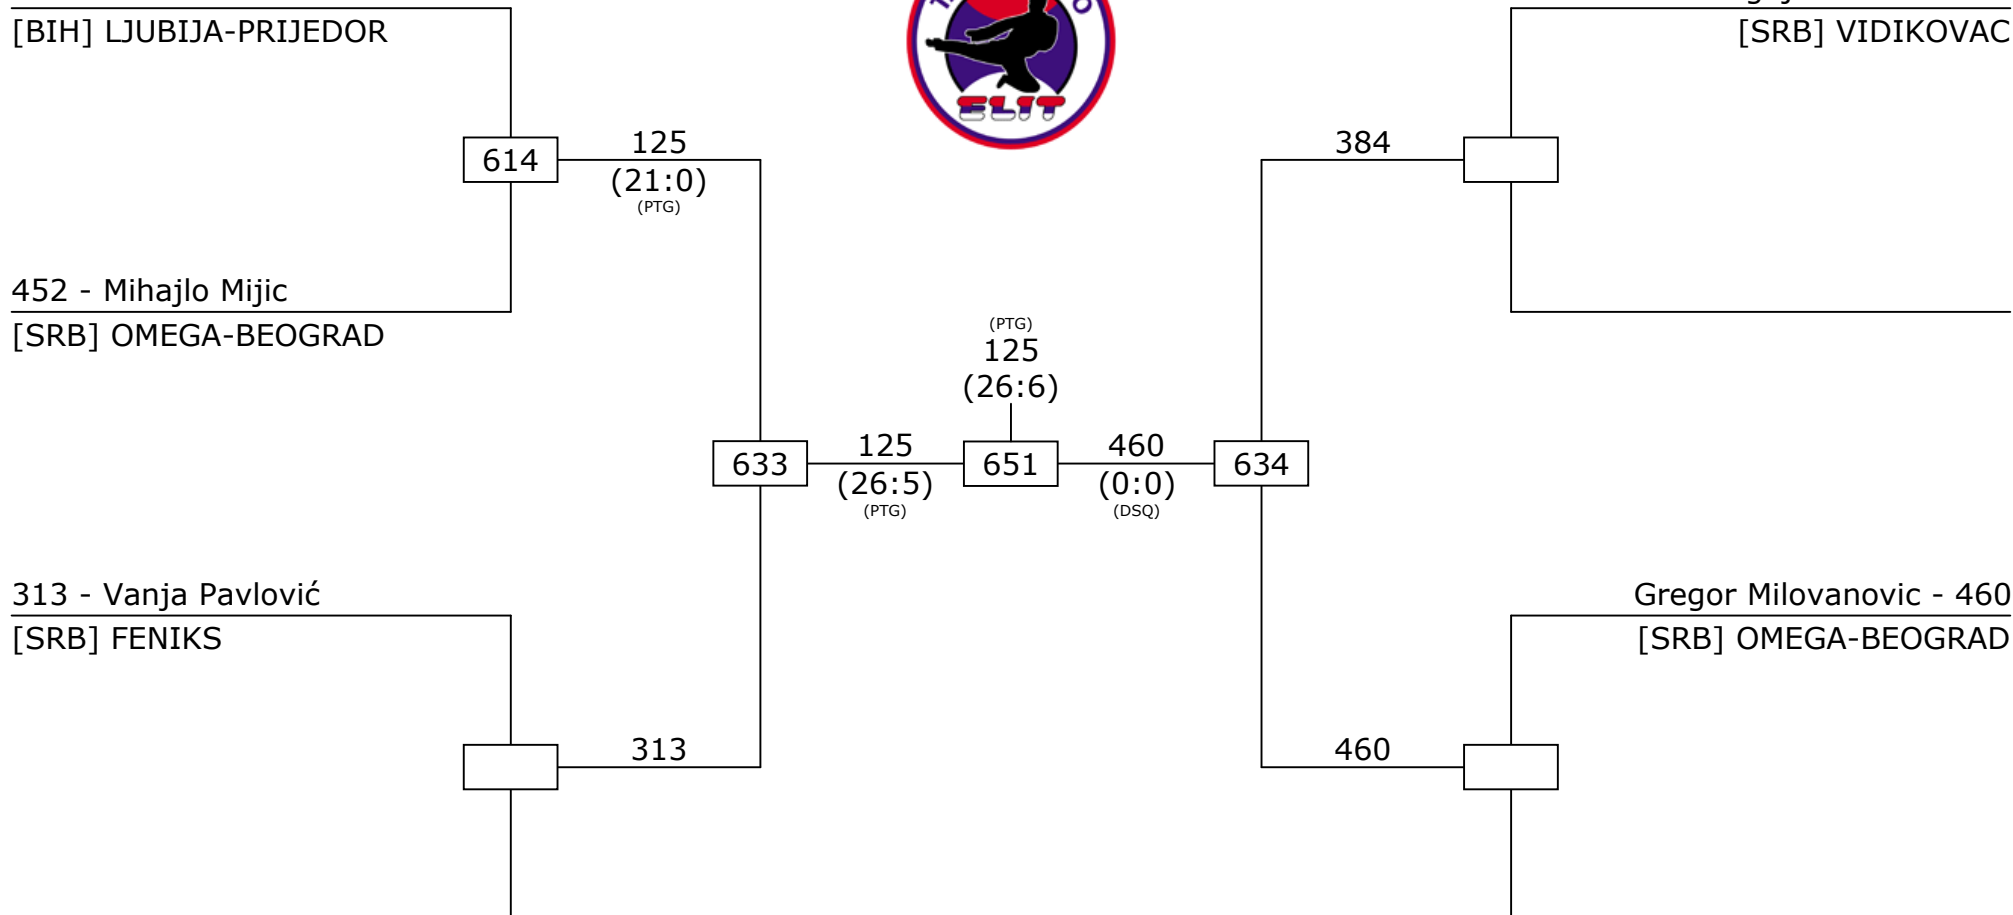 [BIH] LJUBIJA-PRIJEDOR
[SRB] VIDIKOVAC
ELIT
614
125
(21:0)
(PTG)
384
452 - Mihajlo Mijic
[SRB] OMEGA-BEOGRAD
(PTG)
125
(26:6)
633
125
(26:5)
(PTG)
651
460
(0:0)
(DSQ)
634
313 - Vanja Pavlović
[SRB] FENIKS
Gregor Milovanovic - 460
[SRB] OMEGA-BEOGRAD
313
460